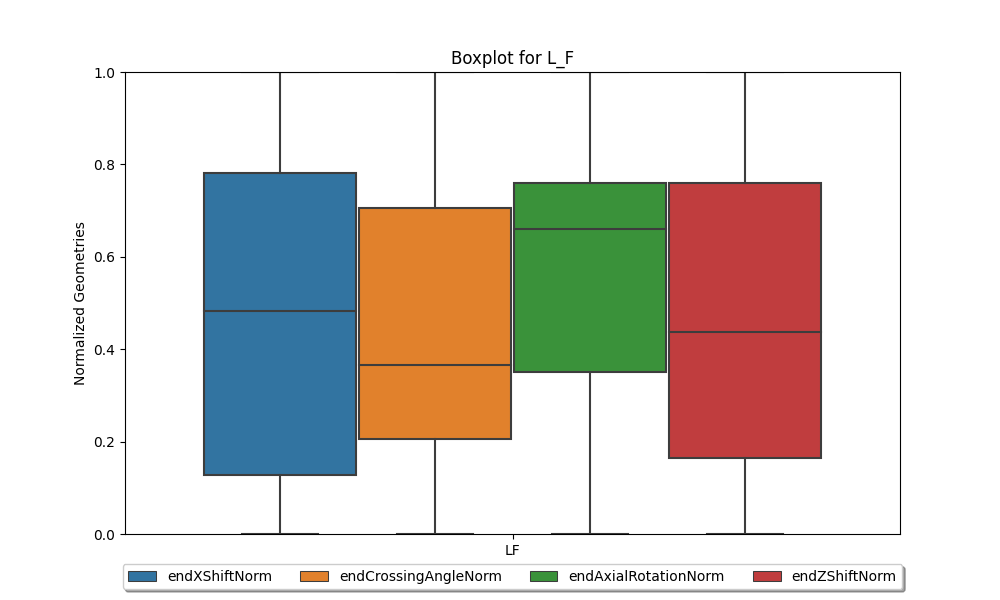 Boxplot for L_F
1.0
0.8
0.6
0.4
0.2
0.0
Normalized Geometries
LF
endXShiftNorm endCrossingAngleNorm endAxialRotationNorm endZShiftNorm